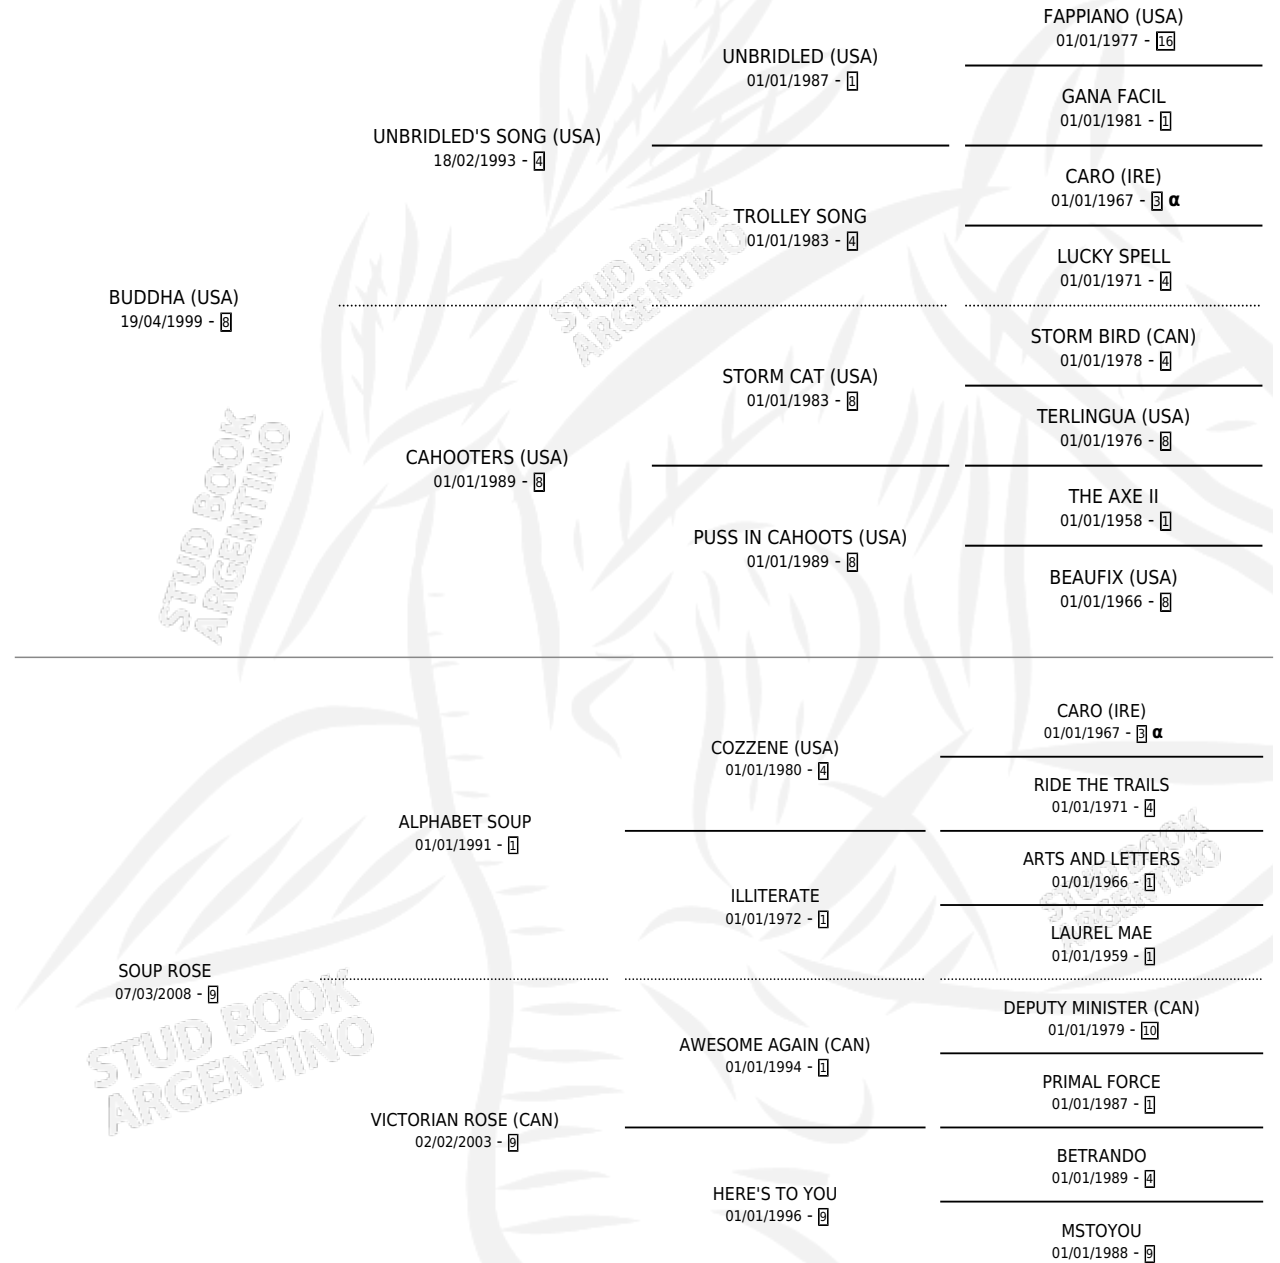 FAPPIANO (USA)
01/01/1977 - 16
UNBRIDLED (USA)
01/01/1987 - 1
GANA FACIL
01/01/1981 - 1
UNBRIDLED'S SONG (USA)
18/02/1993 - 4
CARO (IRE)
01/01/1967 - 3 α
TROLLEY SONG
01/01/1983 - 4
LUCKY SPELL
01/01/1971 - 4
BUDDHA (USA)
19/04/1999 - 8
STORM BIRD (CAN)
01/01/1978 - 4
STORM CAT (USA)
01/01/1983 - 8
TERLINGUA (USA)
01/01/1976 - 8
CAHOOTERS (USA)
01/01/1989 - 8
THE AXE II
01/01/1958 - 1
PUSS IN CAHOOTS (USA)
01/01/1989 - 8
BEAUFIX (USA)
01/01/1966 - 8
CARO (IRE)
01/01/1967 - 3 α
COZZENE (USA)
01/01/1980 - 4
RIDE THE TRAILS
01/01/1971 - 4
ALPHABET SOUP
01/01/1991 - 1
ARTS AND LETTERS
01/01/1966 - 1
ILLITERATE
01/01/1972 - 1
LAUREL MAE
01/01/1959 - 1
SOUP ROSE
07/03/2008 - 9
DEPUTY MINISTER (CAN)
01/01/1979 - 10
AWESOME AGAIN (CAN)
01/01/1994 - 1
PRIMAL FORCE
01/01/1987 - 1
VICTORIAN ROSE (CAN)
02/02/2003 - 9
BETRANDO
01/01/1989 - 4
HERE'S TO YOU
01/01/1996 - 9
MSTOYOU
01/01/1988 - 9
STUD BOOK
ARGENTINO
STUD BOOK
ARGENTINO
STUD BOOK
ARGENTINO
STUD BOOK
ARGENTINO